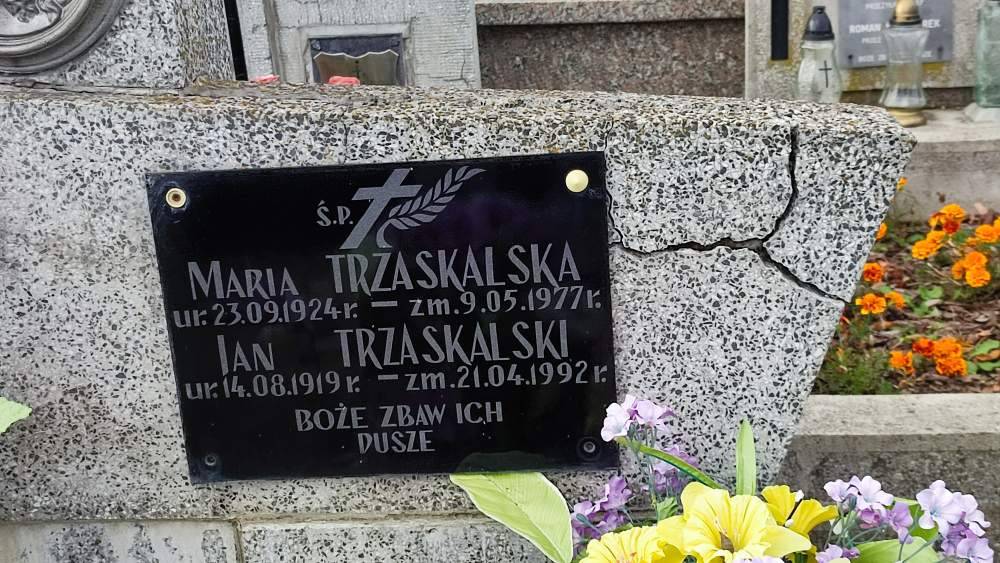 Ś.P.
MARIA TRZASKALSKA
ur. 23.09.1924 r. – zm. 9.05.1977 r.
JAN TRZASKALSKI
ur. 14.08.1919 r. – zm. 21.04.1992 r.
BOŻE ZBAW ICH
DUSZE
ROMAN